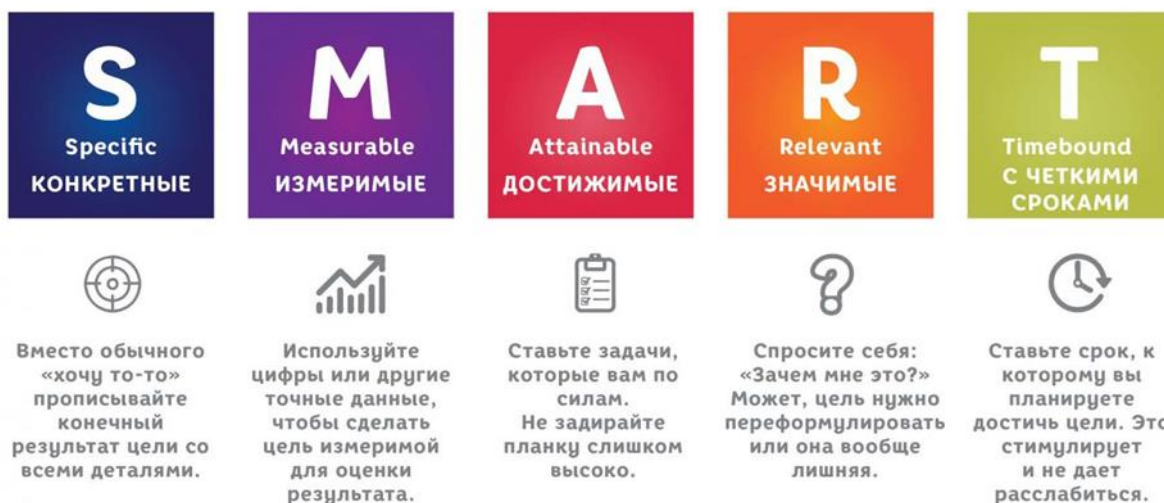 S
Specific
КОНКРЕТНЫЕ
Вместо обычного
«хочу то-то»
прописывайте
конечный
результат цели со
всеми деталями.
M
Measurable
ИЗМЕРИМЫЕ
Используйте
цифры или другие
точные данные,
чтобы сделать
цель измеримой
для оценки
результата.
A
Attainable
ДОСТИЖИМЫЕ
Ставьте задачи,
которые вам по
силам.
Не задирайте
планку слишком
высоко.
R
Relevant
ЗНАЧИМЫЕ
Спросите себя:
«Зачем мне это?»
Может, цель нужно
переформулировать
или она вообще
лишняя.
T
Timebound
С ЧЕТКИМИ
СРОКАМИ
Ставьте срок, к
которому вы
планируете
достичь цели. Это
стимулирует
и не дает
расслабиться.